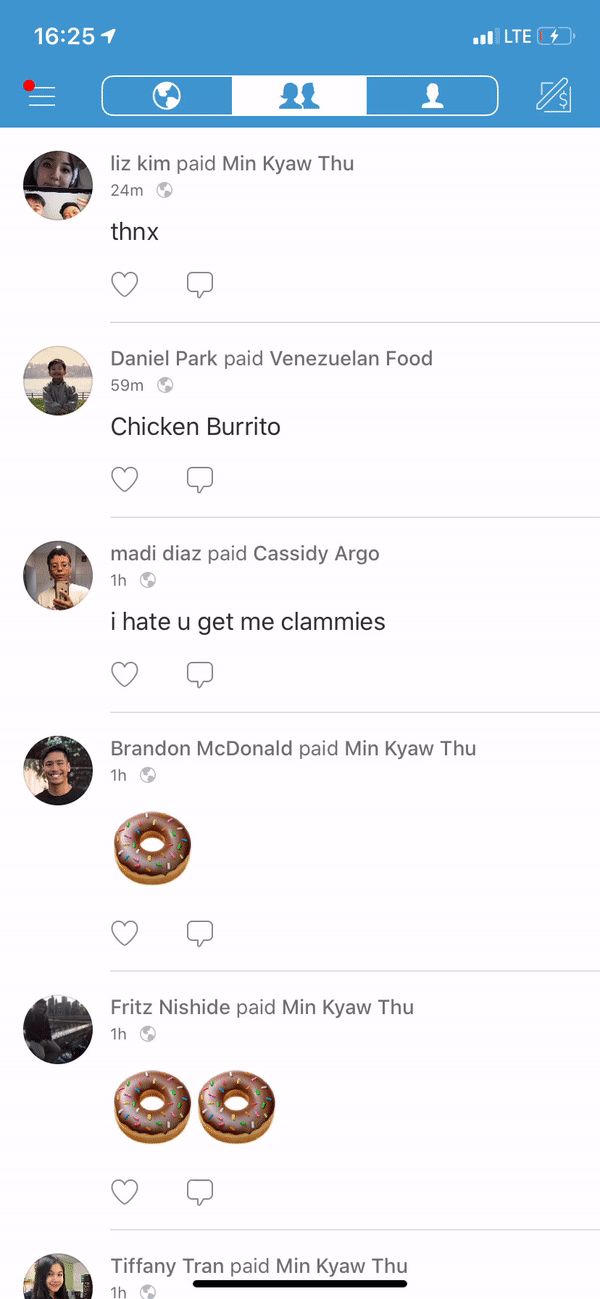 16:25
LTE
liz kim paid Min Kyaw Thu
24m
thnx
Daniel Park paid Venezuelan Food
59m
Chicken Burrito
madi diaz paid Cassidy Argo
1h
i hate u get me clammies
Brandon McDonald paid Min Kyaw Thu
1h
Fritz Nishide paid Min Kyaw Thu
1h
Tiffany Tran paid Min Kyaw Thu
1h